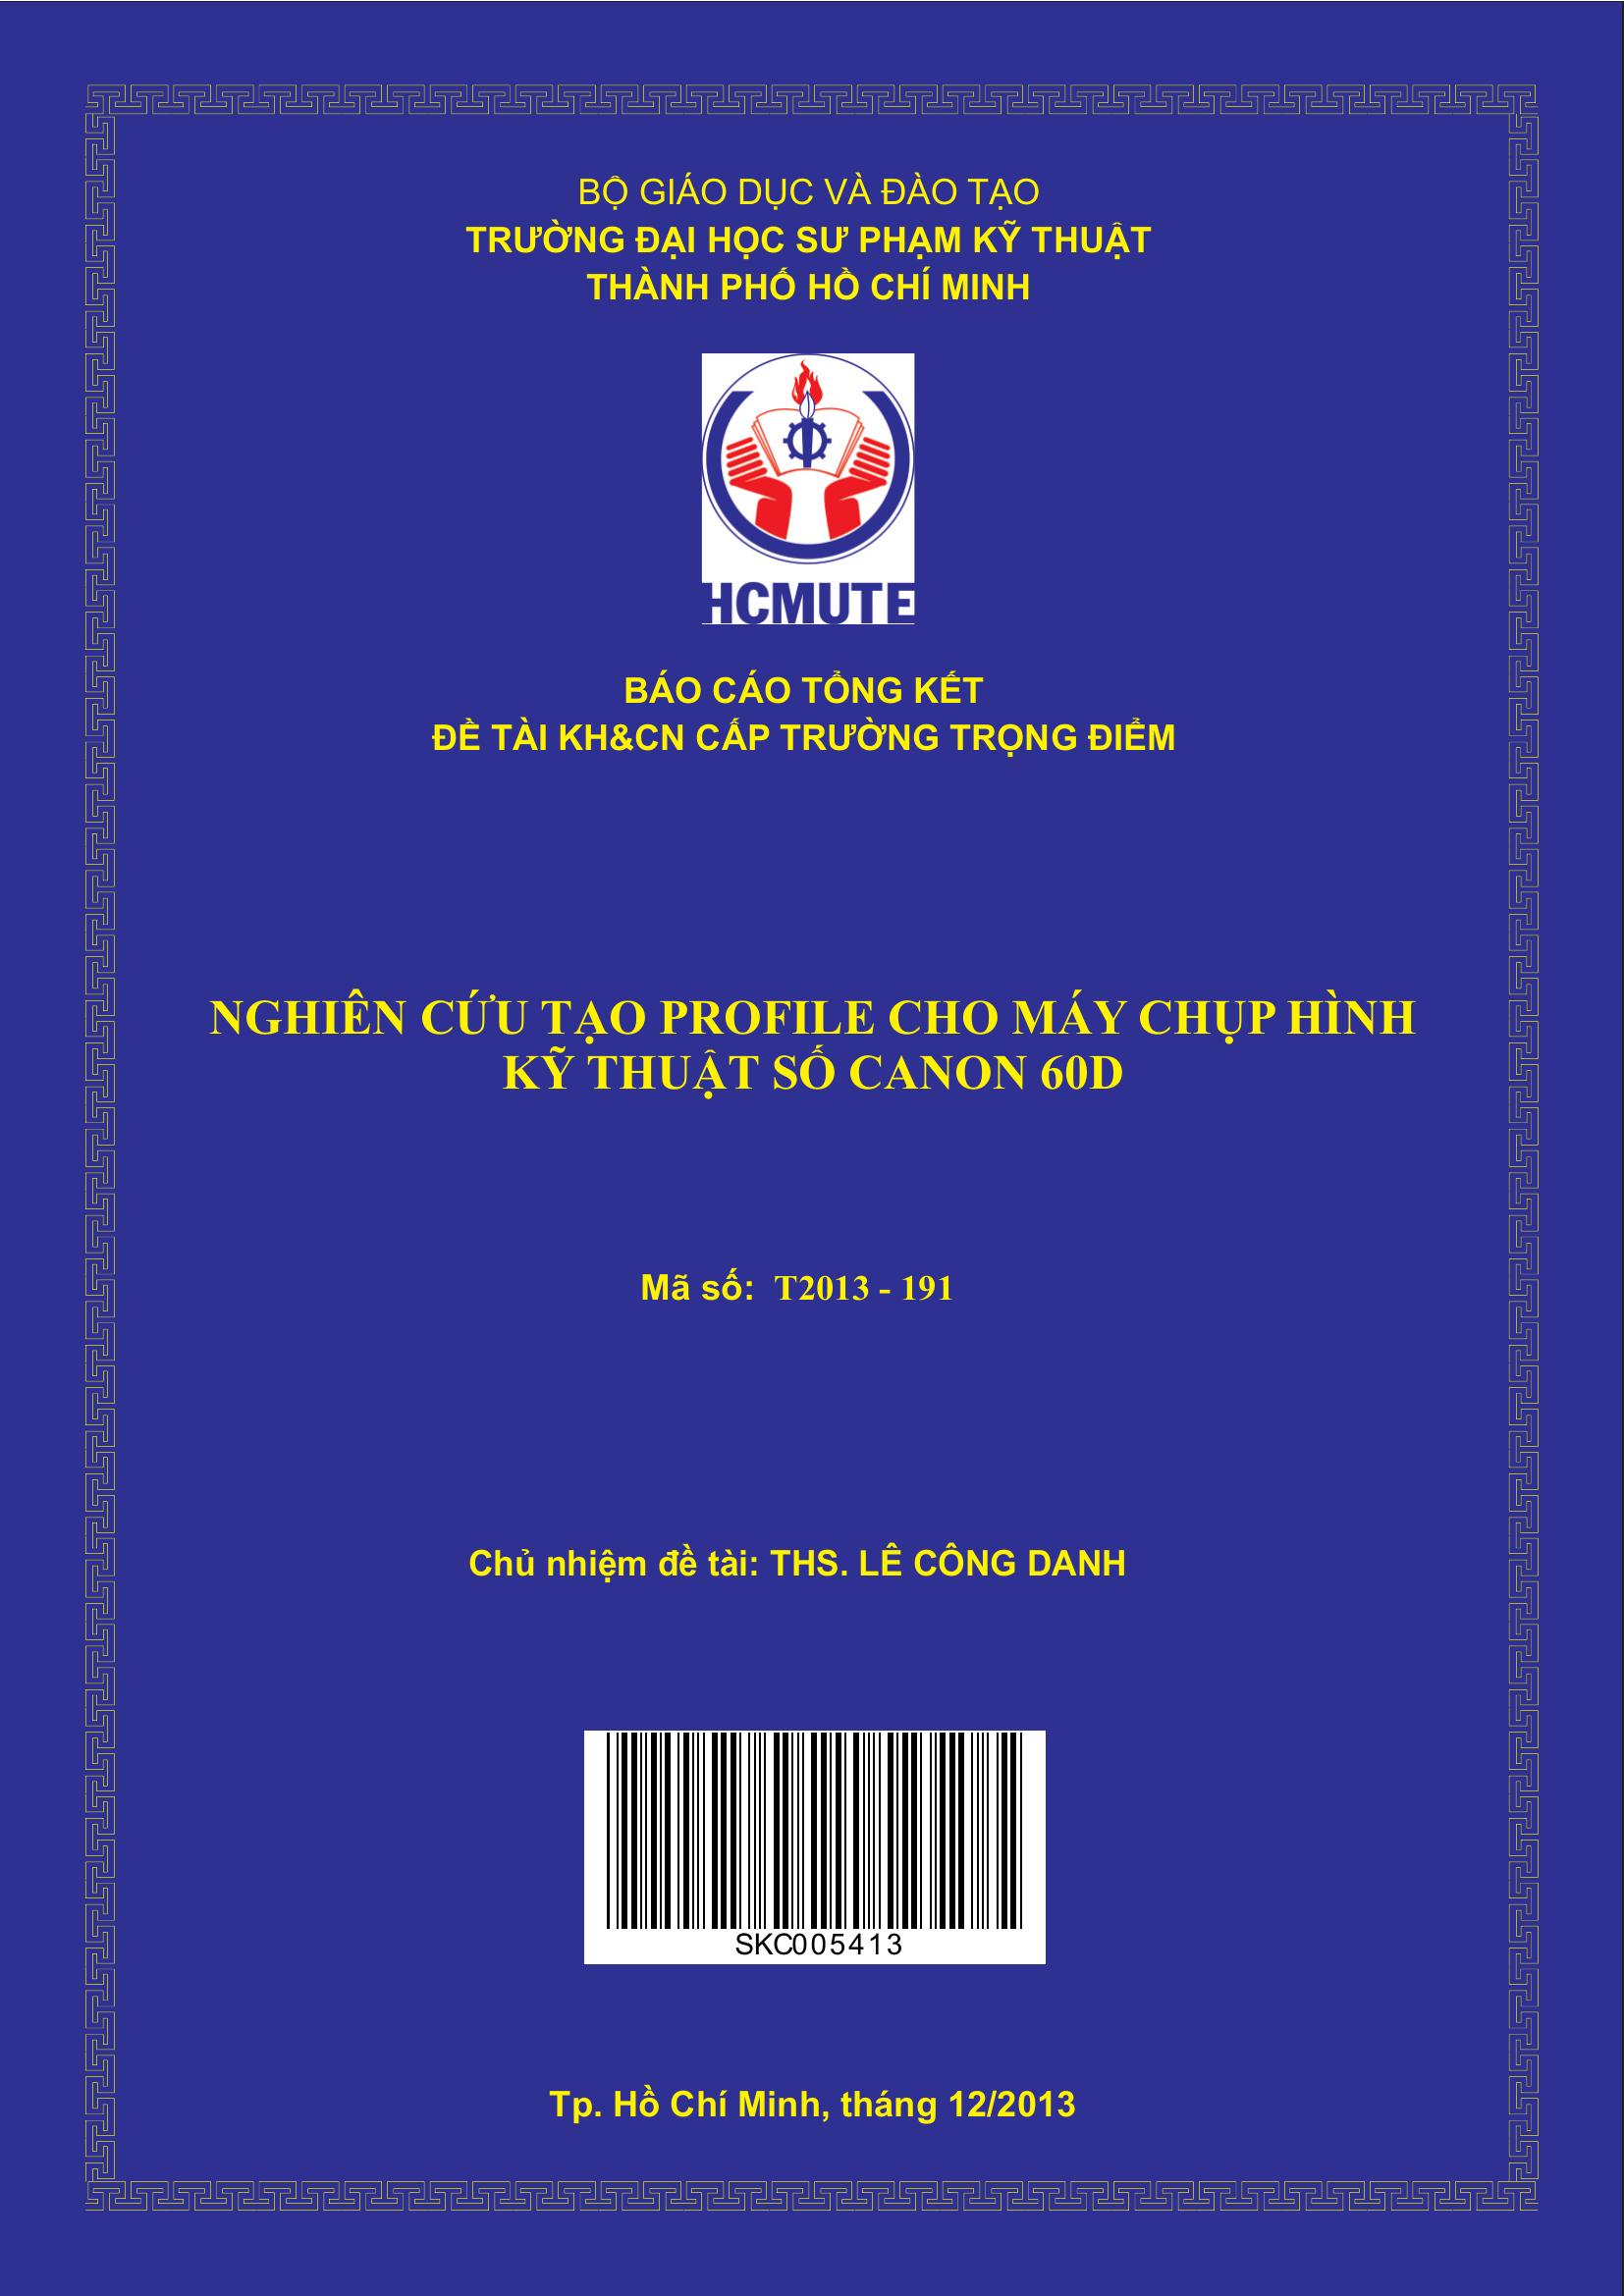 BỘ GIÁO DỤC VÀ ĐÀO TẠO
TRƯỜNG ĐẠI HỌC SƯ PHẠM KỸ THUẬT
THÀNH PHỐ HỒ CHÍ MINH
HCMUTE
BÁO CÁO TỔNG KẾT
ĐỀ TÀI KH&CN CẤP TRƯỜNG TRỌNG ĐIỂM
NGHIÊN CỨU TẠO PROFILE CHO MÁY CHỤP HÌNH
KỸ THUẬT SỐ CANON 60D
Mã số: T2013 - 191
Chủ nhiệm đề tài: THS. LÊ CÔNG DANH
SKC005413
Tp. Hồ Chí Minh, tháng 12/2013